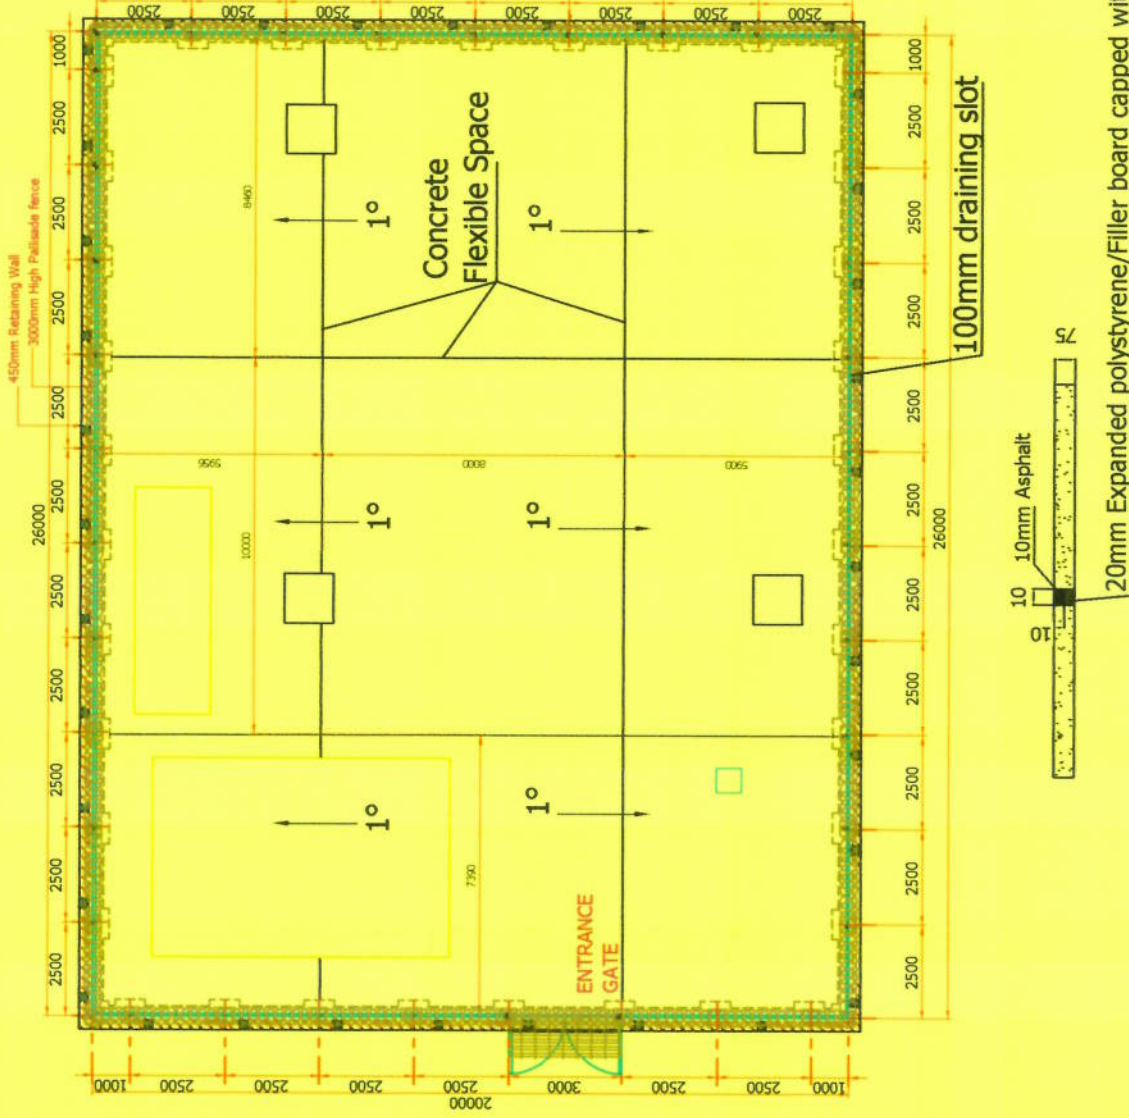 450mm Retaining Wall
3000mm High Palisade fence
26000
2500 2500 2500 2500 2500 2500 2500 2500 2500 2500 1000
1000 2500 2500 2500 2500 3000 2500 2500 1000
20000
2500 2500 2500 2500 2500 2500 2500 2500
10000
8460
7390
5956
8000
5900
1°
1°
1°
1°
1°
1°
Concrete
Flexible Space
ENTRANCE
GATE
2500 2500 2500 2500 2500 2500 2500 2500 2500 2500 1000
26000
100mm draining slot
10
10mm Asphalt
10
75
20mm Expanded polystyrene/Filler board capped wi